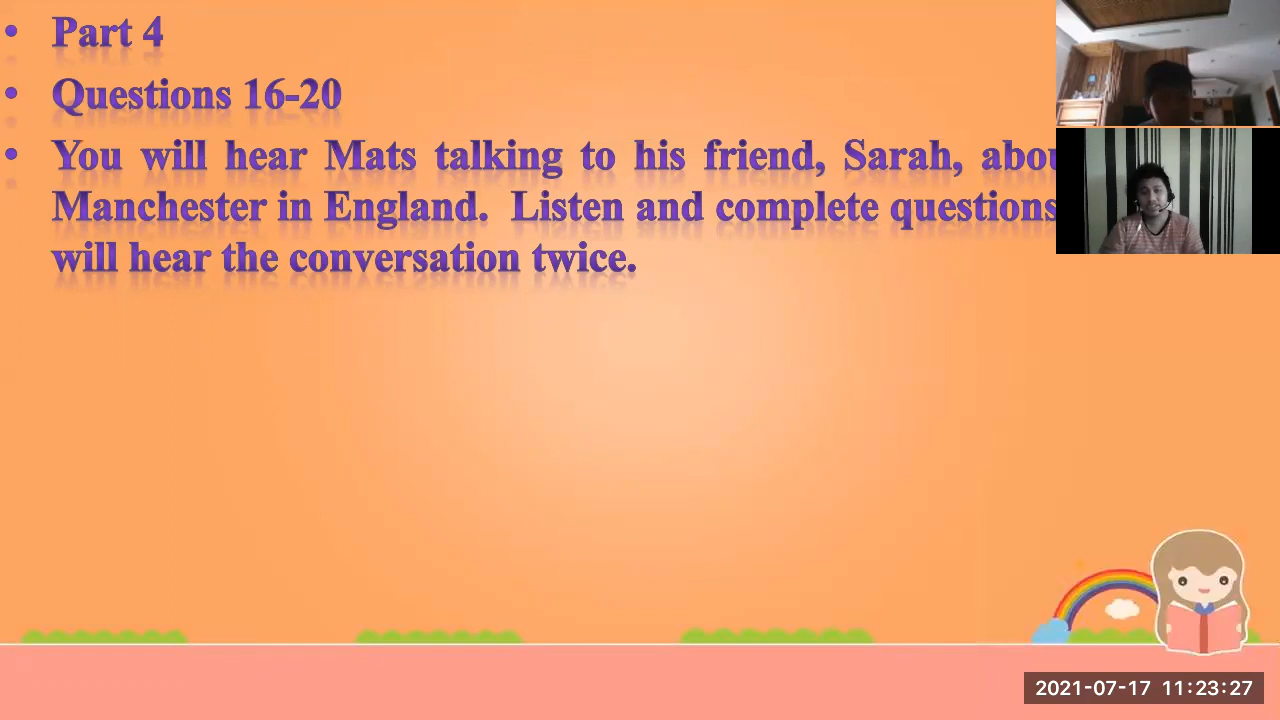 Part 4
Questions 16-20
You will hear Mats talking to his friend, Sarah,
Manchester in England. Listen and complete questions
will hear the conversation twice.
2021-07-17 11:23:27